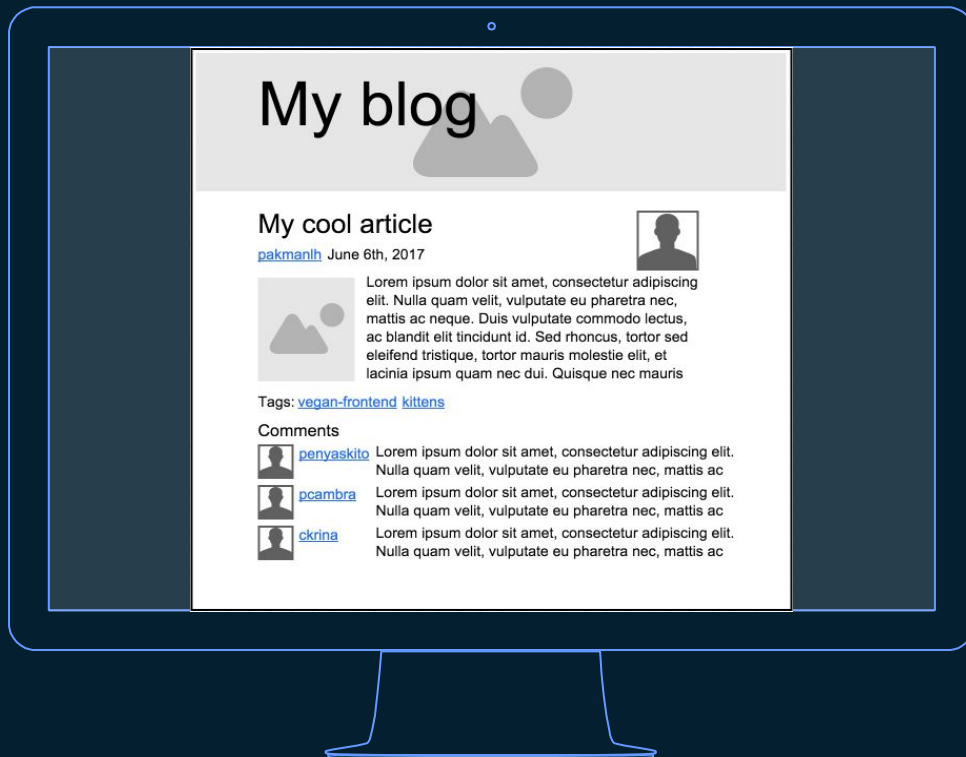 My blog
My cool article
pakmanlh June 6th, 2017
Lorem ipsum dolor sit amet, consectetur adipiscing
elit. Nulla quam velit, vulputate eu pharetra nec,
mattis ac neque. Duis vulputate commodo lectus,
ac blandit elit tincidunt id. Sed rhoncus, tortor sed
eleifend tristique, tortor mauris molestie elit, et
lacinia ipsum quam nec dui. Quisque nec mauris
Tags: vegan-frontend kittens
Comments
penyaskito Lorem ipsum dolor sit amet, consectetur adipiscing elit.
Nulla quam velit, vulputate eu pharetra nec, mattis ac
pcambra Lorem ipsum dolor sit amet, consectetur adipiscing elit.
Nulla quam velit, vulputate eu pharetra nec, mattis ac
ckrina Lorem ipsum dolor sit amet, consectetur adipiscing elit.
Nulla quam velit, vulputate eu pharetra nec, mattis ac